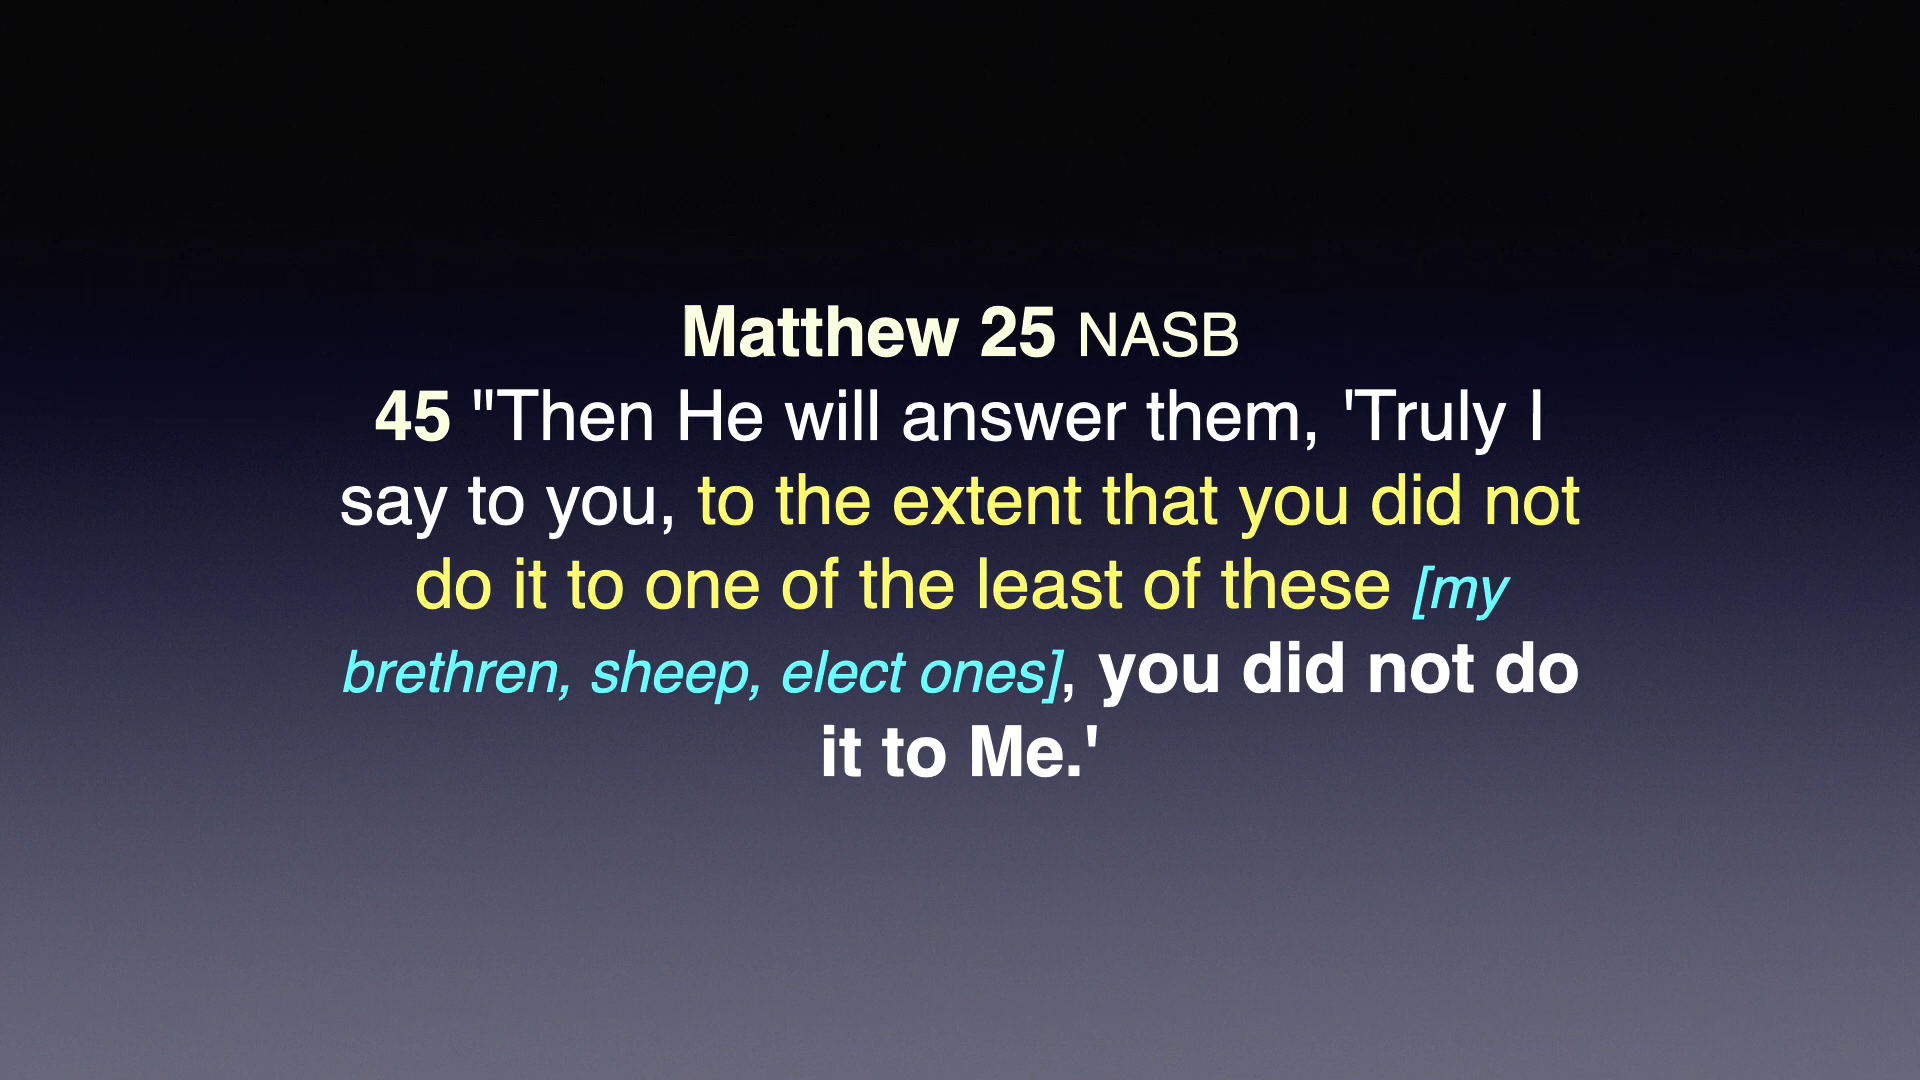 Matthew 25 NASB
45 "Then He will answer them, 'Truly I
say to you, to the extent that you did not
do it to one of the least of these [my
brethren, sheep, elect ones], you did not do
it to Me.'